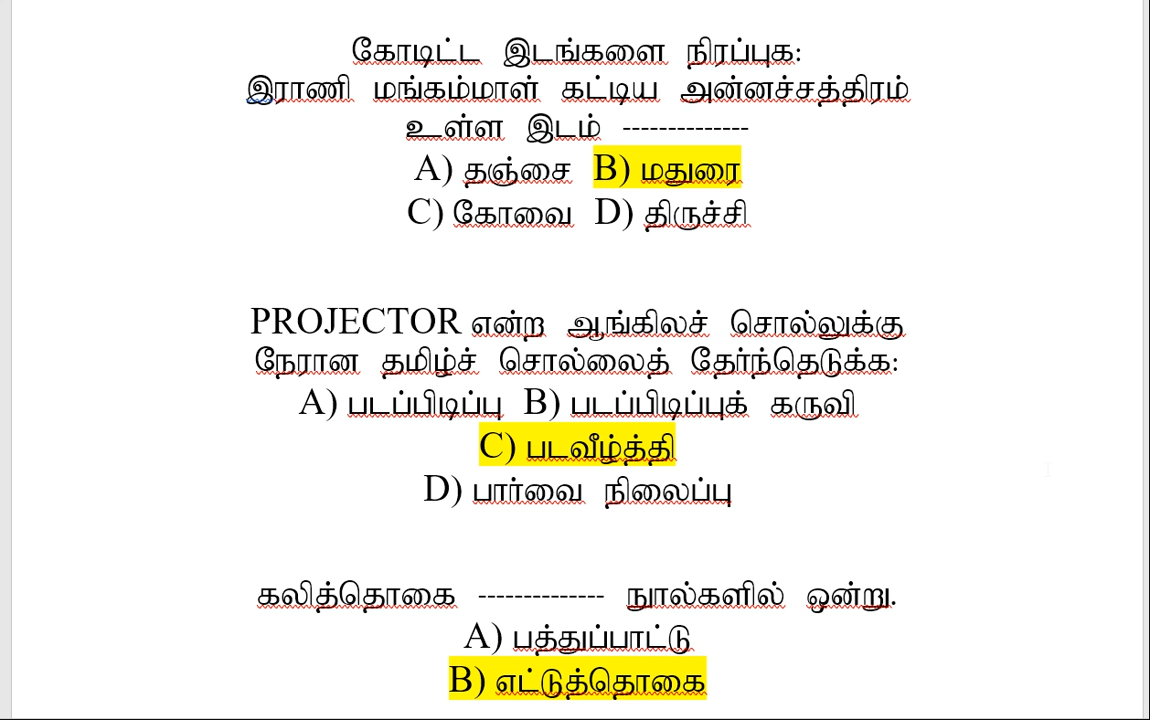 கோடிட்ட இடங்களை நிரப்புக:
இராணி மங்கம்மாள் கட்டிய அன்னச்சத்திரம்
உள்ள இடம் --------------
A) தஞ்சை B) மதுரை
C) கோவை D) திருச்சி
PROJECTOR என்ற ஆங்கிலச் சொல்லுக்கு
நேரான தமிழ்ச் சொல்லைத் தேர்ந்தெடுக்க:
A) படப்பிடிப்பு B) படப்பிடிப்புக் கருவி
C) படவீழ்த்தி
D) பார்வை நிலைப்பு
கலித்தொகை -------------- நூல்களில் ஒன்று.
A) பத்துப்பாட்டு
B) எட்டுத்தொகை